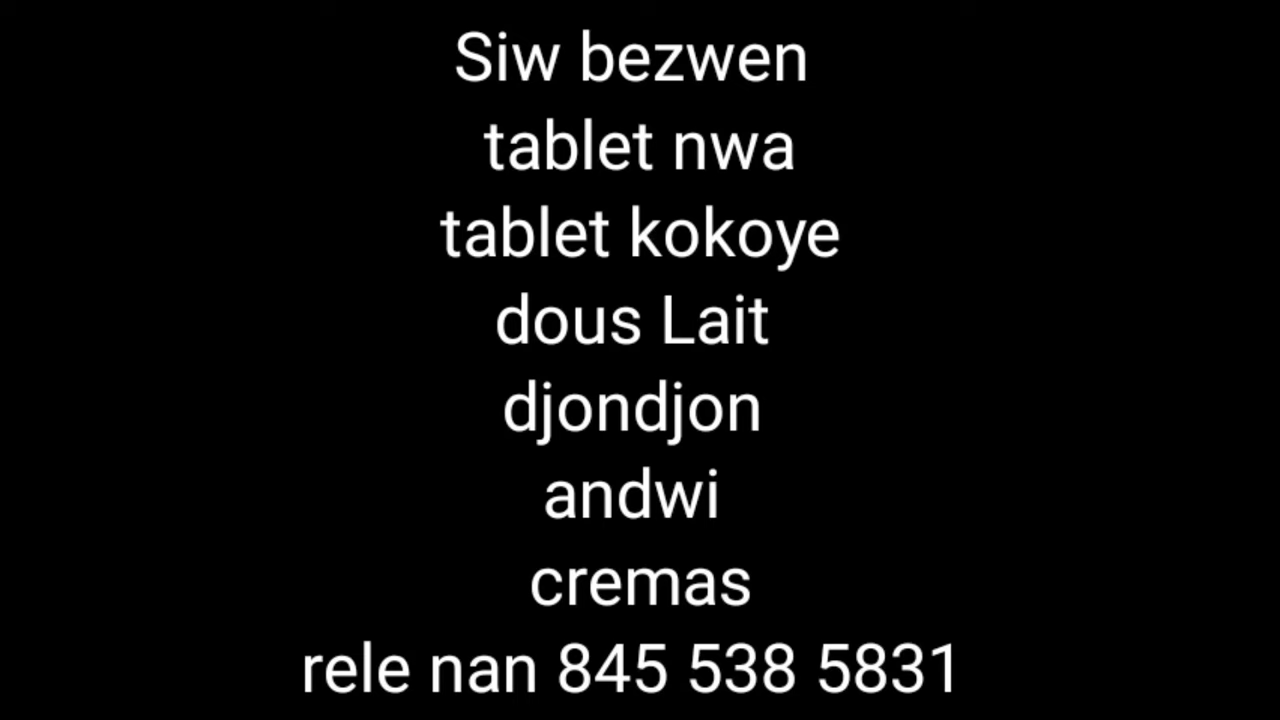 Siw bezwen
tablet nwa
tablet kokoye
dous Lait
djondjon
andwi
cremas
rele nan 845 538 5831